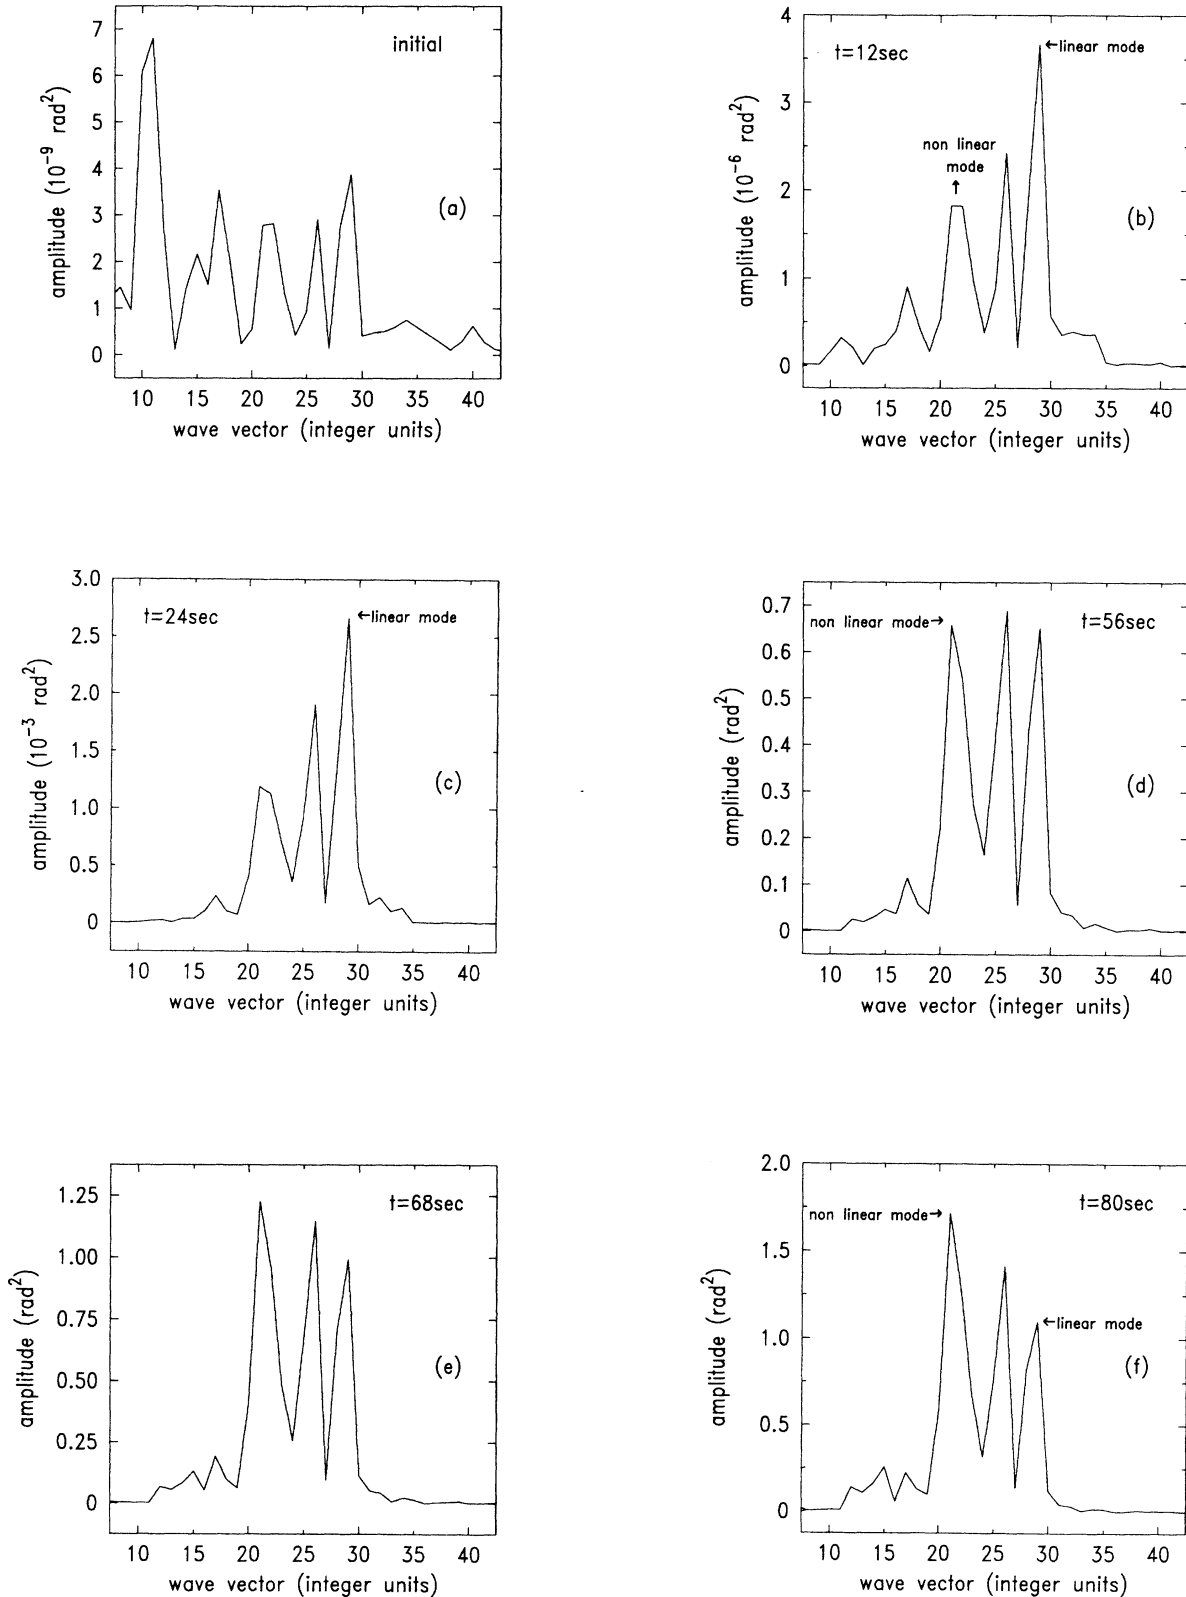 initial
(a)
amplitude (10⁻⁹ rad²)
7
6
5
4
3
2
1
0
10 15 20 25 30 35 40
wave vector (integer units)
t=12sec
←linear mode
non linear
mode
↑
(b)
amplitude (10⁻⁶ rad²)
4
3
2
1
0
10 15 20 25 30 35 40
wave vector (integer units)
t=24sec
←linear mode
(c)
amplitude (10⁻³ rad²)
3.0
2.5
2.0
1.5
1.0
0.5
0
10 15 20 25 30 35 40
wave vector (integer units)
non linear mode→
t=56sec
(d)
amplitude (rad²)
0.7
0.6
0.5
0.4
0.3
0.2
0.1
0
10 15 20 25 30 35 40
wave vector (integer units)
t=68sec
(e)
amplitude (rad²)
1.25
1.00
0.75
0.50
0.25
0
10 15 20 25 30 35 40
wave vector (integer units)
t=80sec
non linear mode→
←linear mode
(f)
amplitude (rad²)
2.0
1.5
1.0
0.5
0
10 15 20 25 30 35 40
wave vector (integer units)